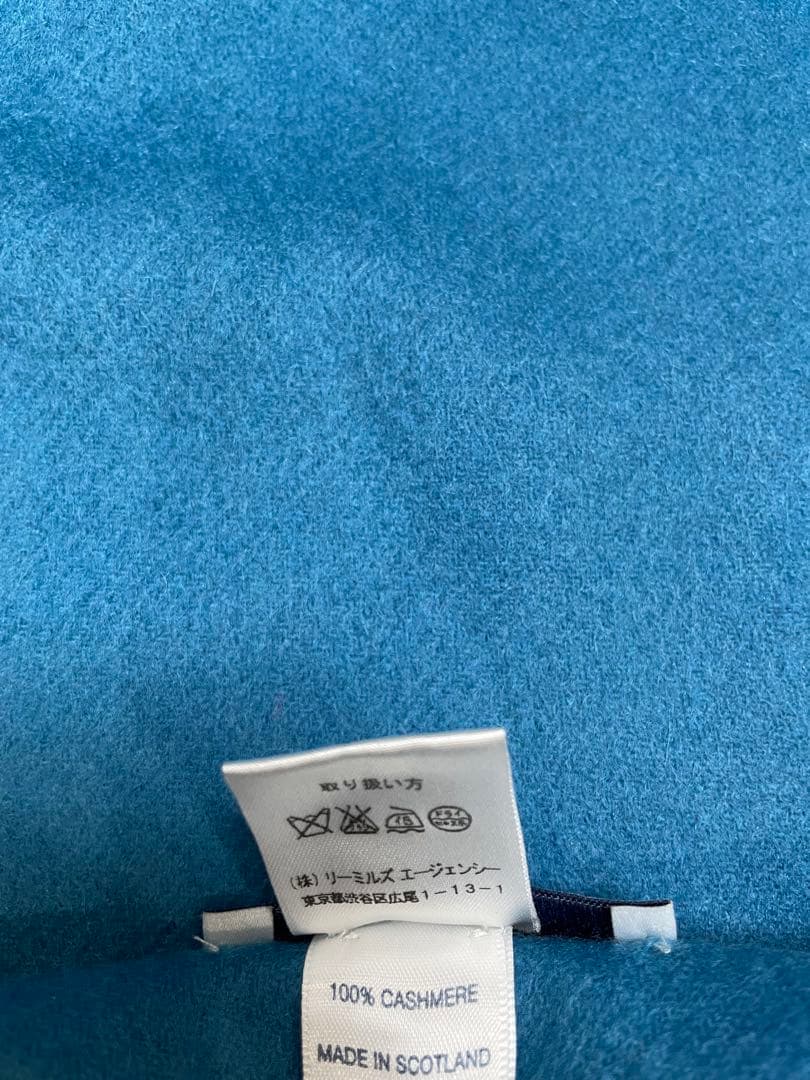 取り扱い方
(株) リーミルズ エージェンシー
東京都渋谷区広尾1-13-1
100% CASHMERE
MADE IN SCOTLAND